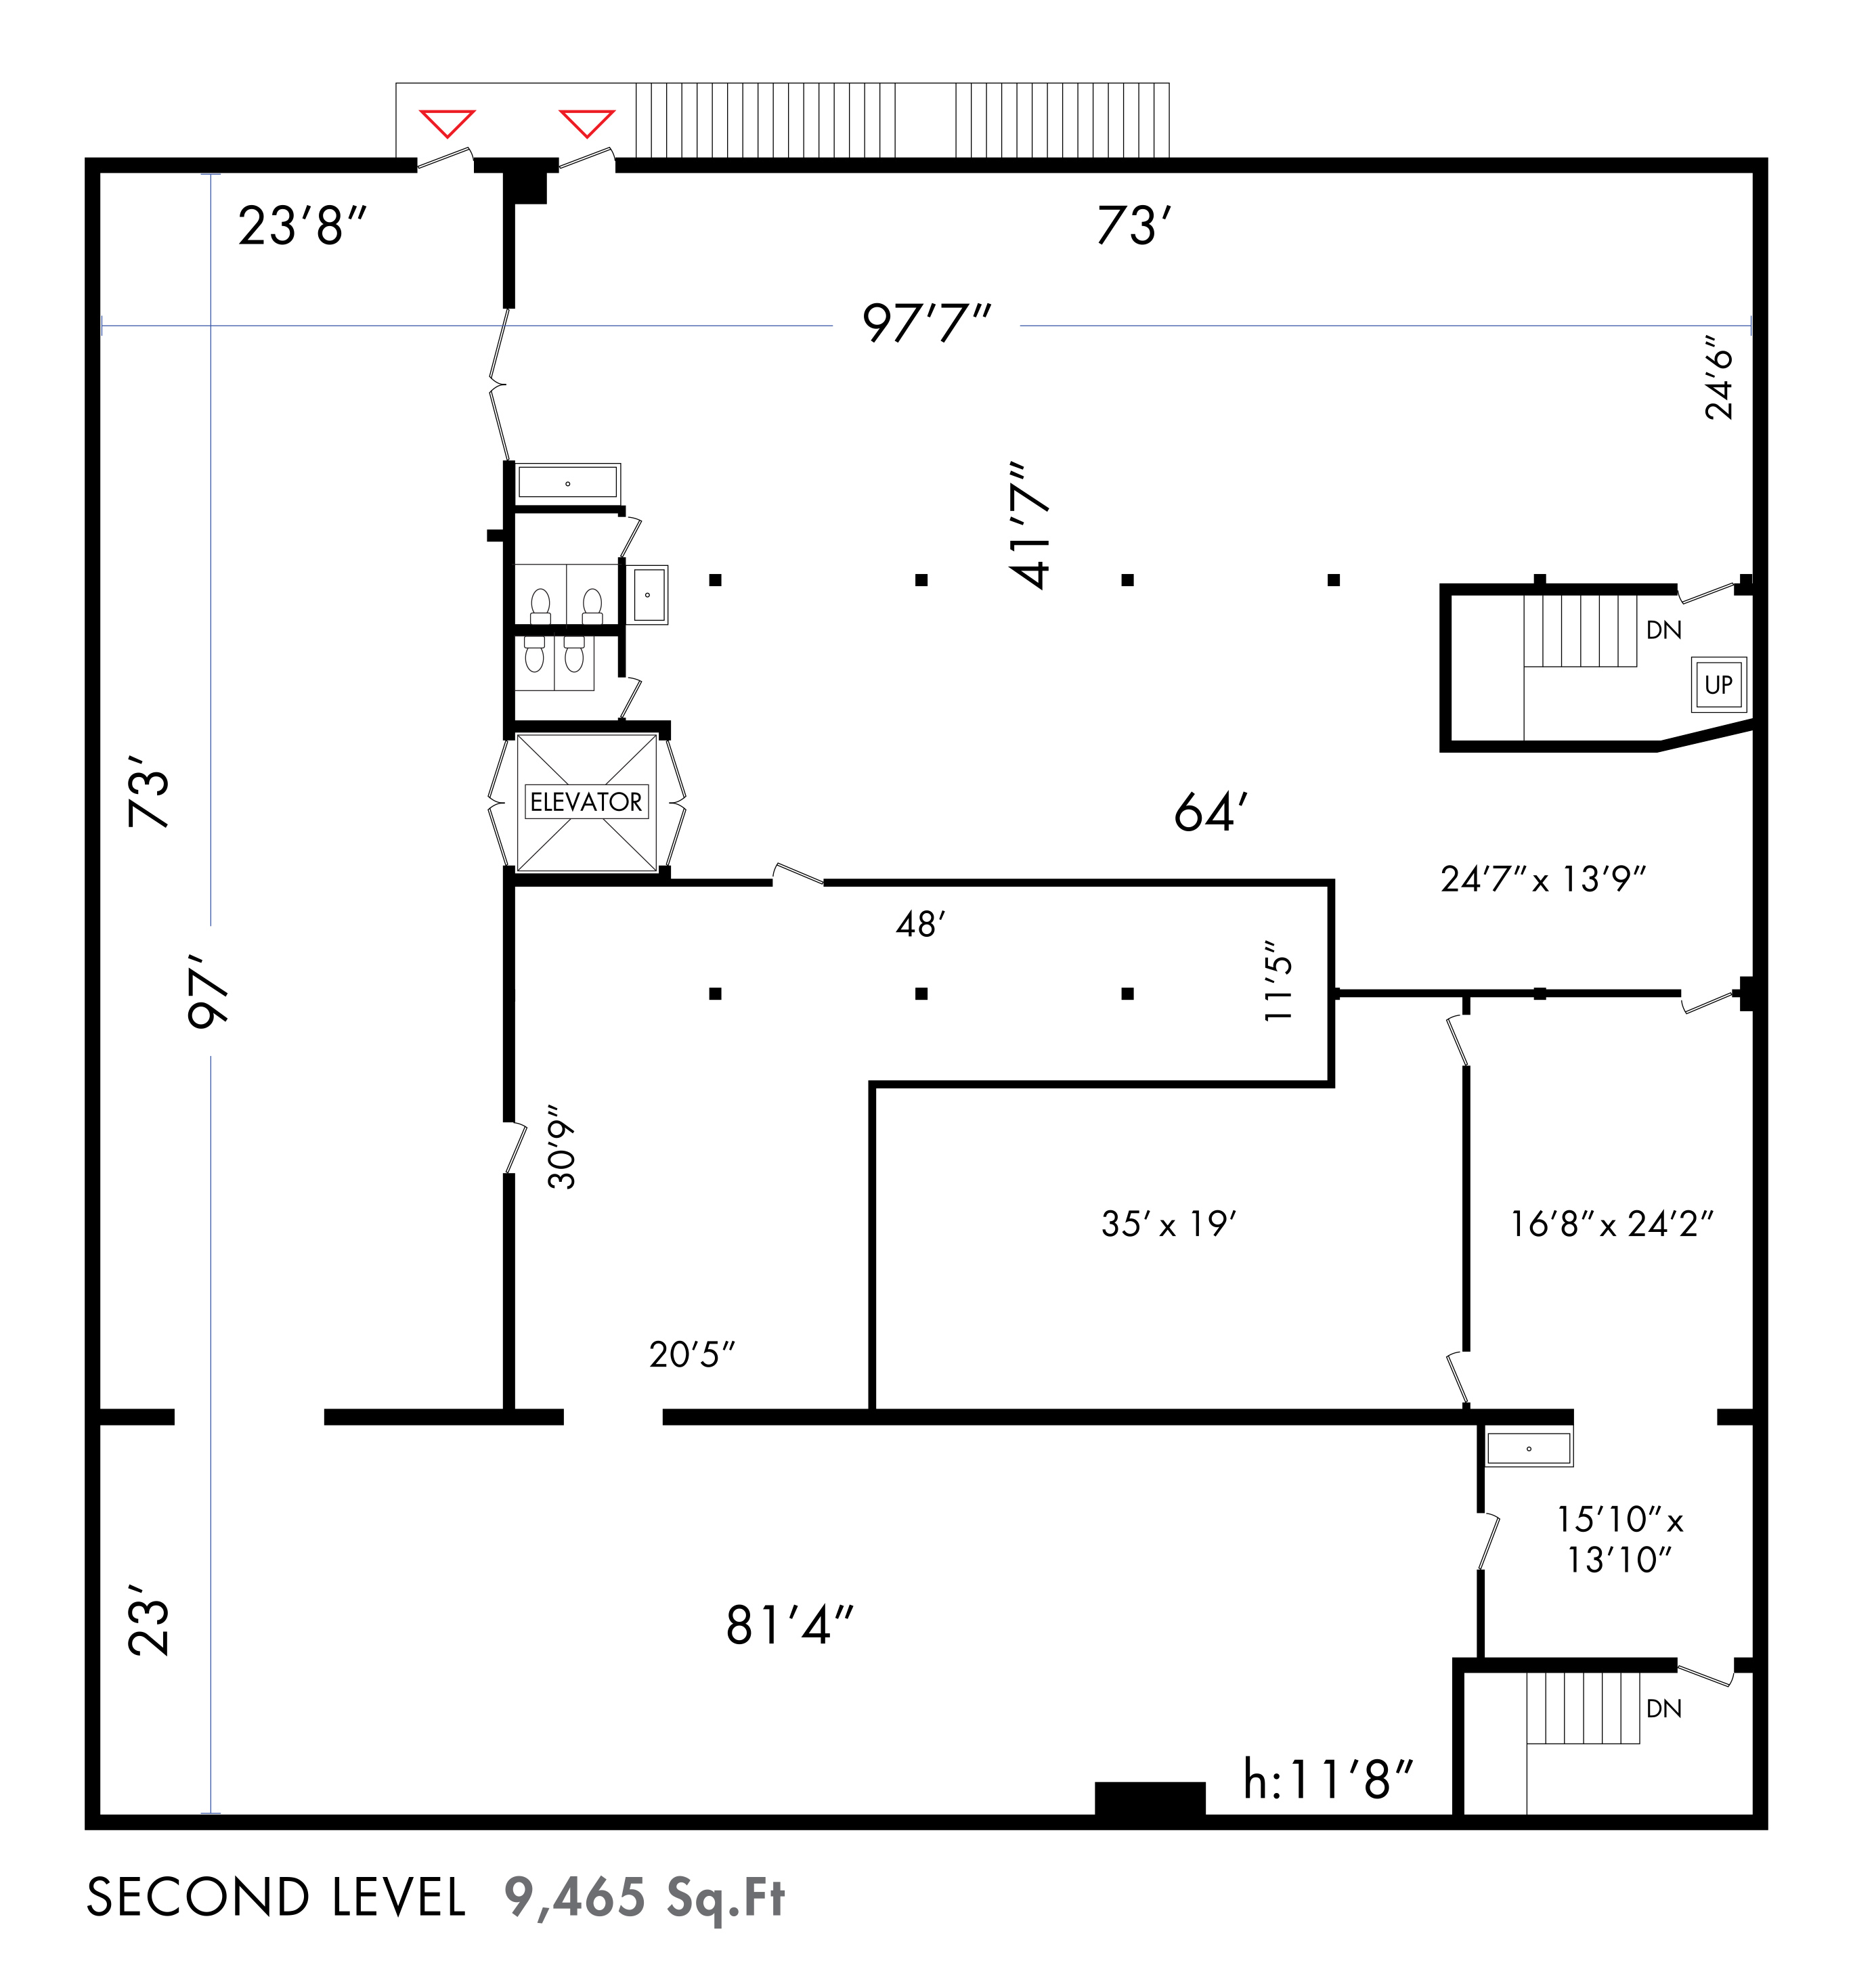 23'8"
73'
97'7"
24'6"
41'7"
DN
UP
73'
ELEVATOR
64'
24'7" x 13'9"
48'
11'5"
97'
30'9"
35' x 19'
16'8" x 24'2"
20'5"
15'10" x
13'10"
23'
81'4"
DN
h:11'8"
SECOND LEVEL 9,465 Sq.Ft